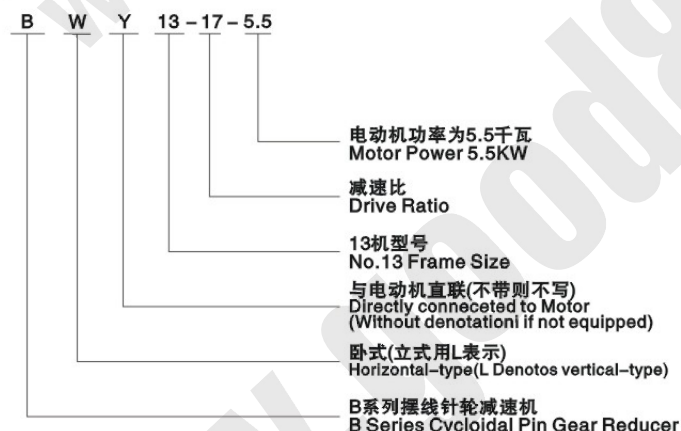 B W Y 13-17-5.5
电动机功率为5.5千瓦
Motor Power 5.5KW
减速比
Drive Ratio
13机型号
No.13 Frame Size
与电动机直联(不带则不写)
Directly conneceted to Motor
(Without denotationi if not equipped)
卧式(立式用L表示)
Horizontal-type(L Denotos vertical-type)
B系列摆线针轮减速机
B Series Cycloidal Pin Gear Reducer